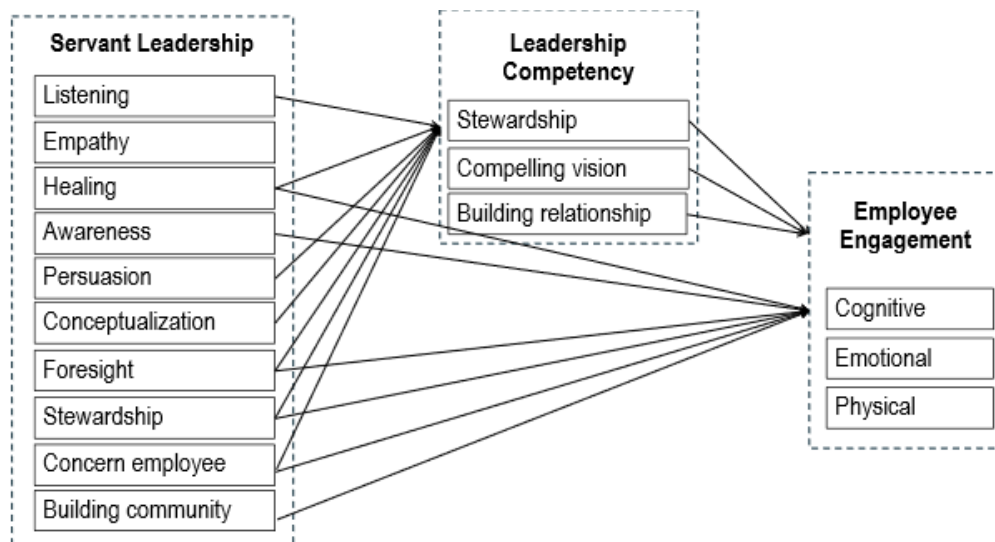 Servant Leadership
Listening
Empathy
Healing
Awareness
Persuasion
Conceptualization
Foresight
Stewardship
Concern employee
Building community
Leadership
Competency
Stewardship
Compelling vision
Building relationship
Employee
Engagement
Cognitive
Emotional
Physical